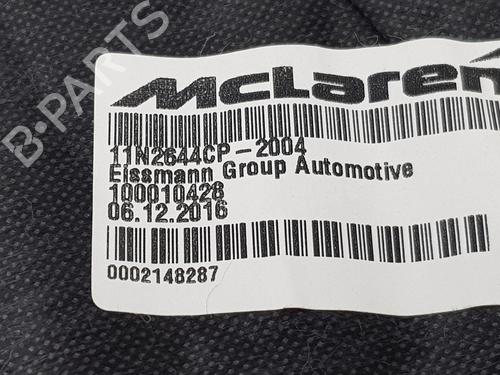 McLaren
11N2644CP-2004
Eissmann Group Automotive
100010428
06.12.2016
0002148287
B-PARTS